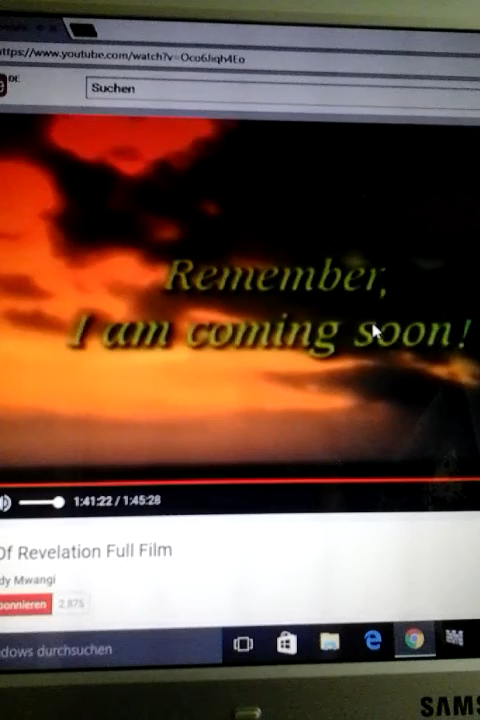 https://www.youtube.com/watch?v=
DE
Suchen
Remember,
I am coming soon!
1:41:22 / 1:45:28
Of Revelation Full Film
dy Mwangi
onnieren 2.875
dows durchsuchen
SAMS